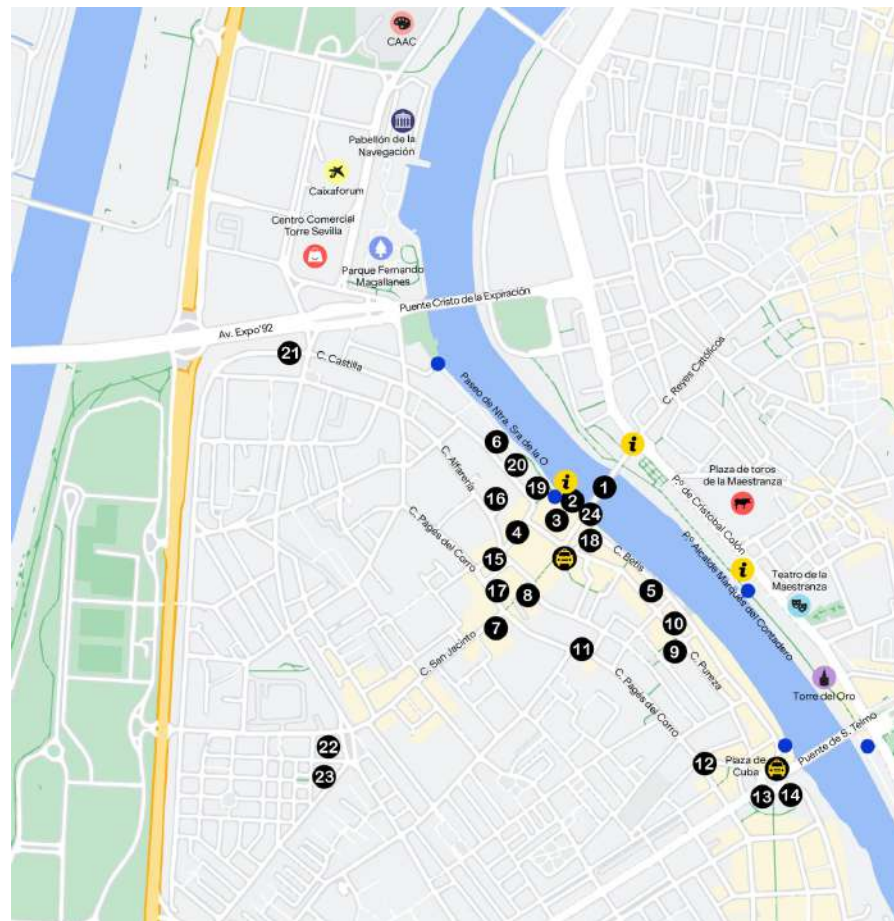 CAAC
Pabellón de la
Navegación
Caixaforum
Centro Comercial
Torre Sevilla
Parque Fernando
Magallanes
Puente Cristo de la Expiración
Av. Expo'92
21
C. Castilla
Paseo de Ntra. Sra de la O
C. Reyes Católicos
6
i
20
C. Alfarería
i
1
Plaza de toros
de la Maestranza
19
2
16
24
3
Pº de Cristobal Colón
4
18
C. Pagés del Corro
15
C. Betis
i
Pº Alcalde Marqués del Contadero
Teatro de la
Maestranza
17
8
5
7
10
C. San Jacinto
11
9
C. Pureza
C. Pagés del Corro
Torre del Oro
Puente de S. Telmo
22
12
Plaza de
Cuba
23
13
14